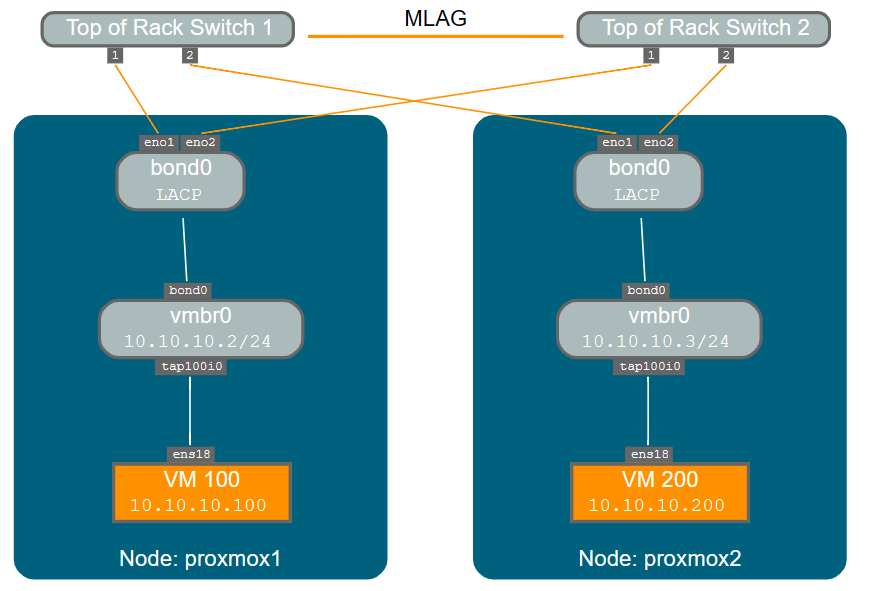 MLAG
Top of Rack Switch 1
Top of Rack Switch 2
1
2
1
2
eno1
eno2
eno1
eno2
bond0
LACP
bond0
LACP
bond0
bond0
vmbr0
10.10.10.2/24
vmbr0
10.10.10.3/24
tap100i0
tap100i0
ens18
ens18
VM 100
10.10.10.100
VM 200
10.10.10.200
Node: proxmox1
Node: proxmox2